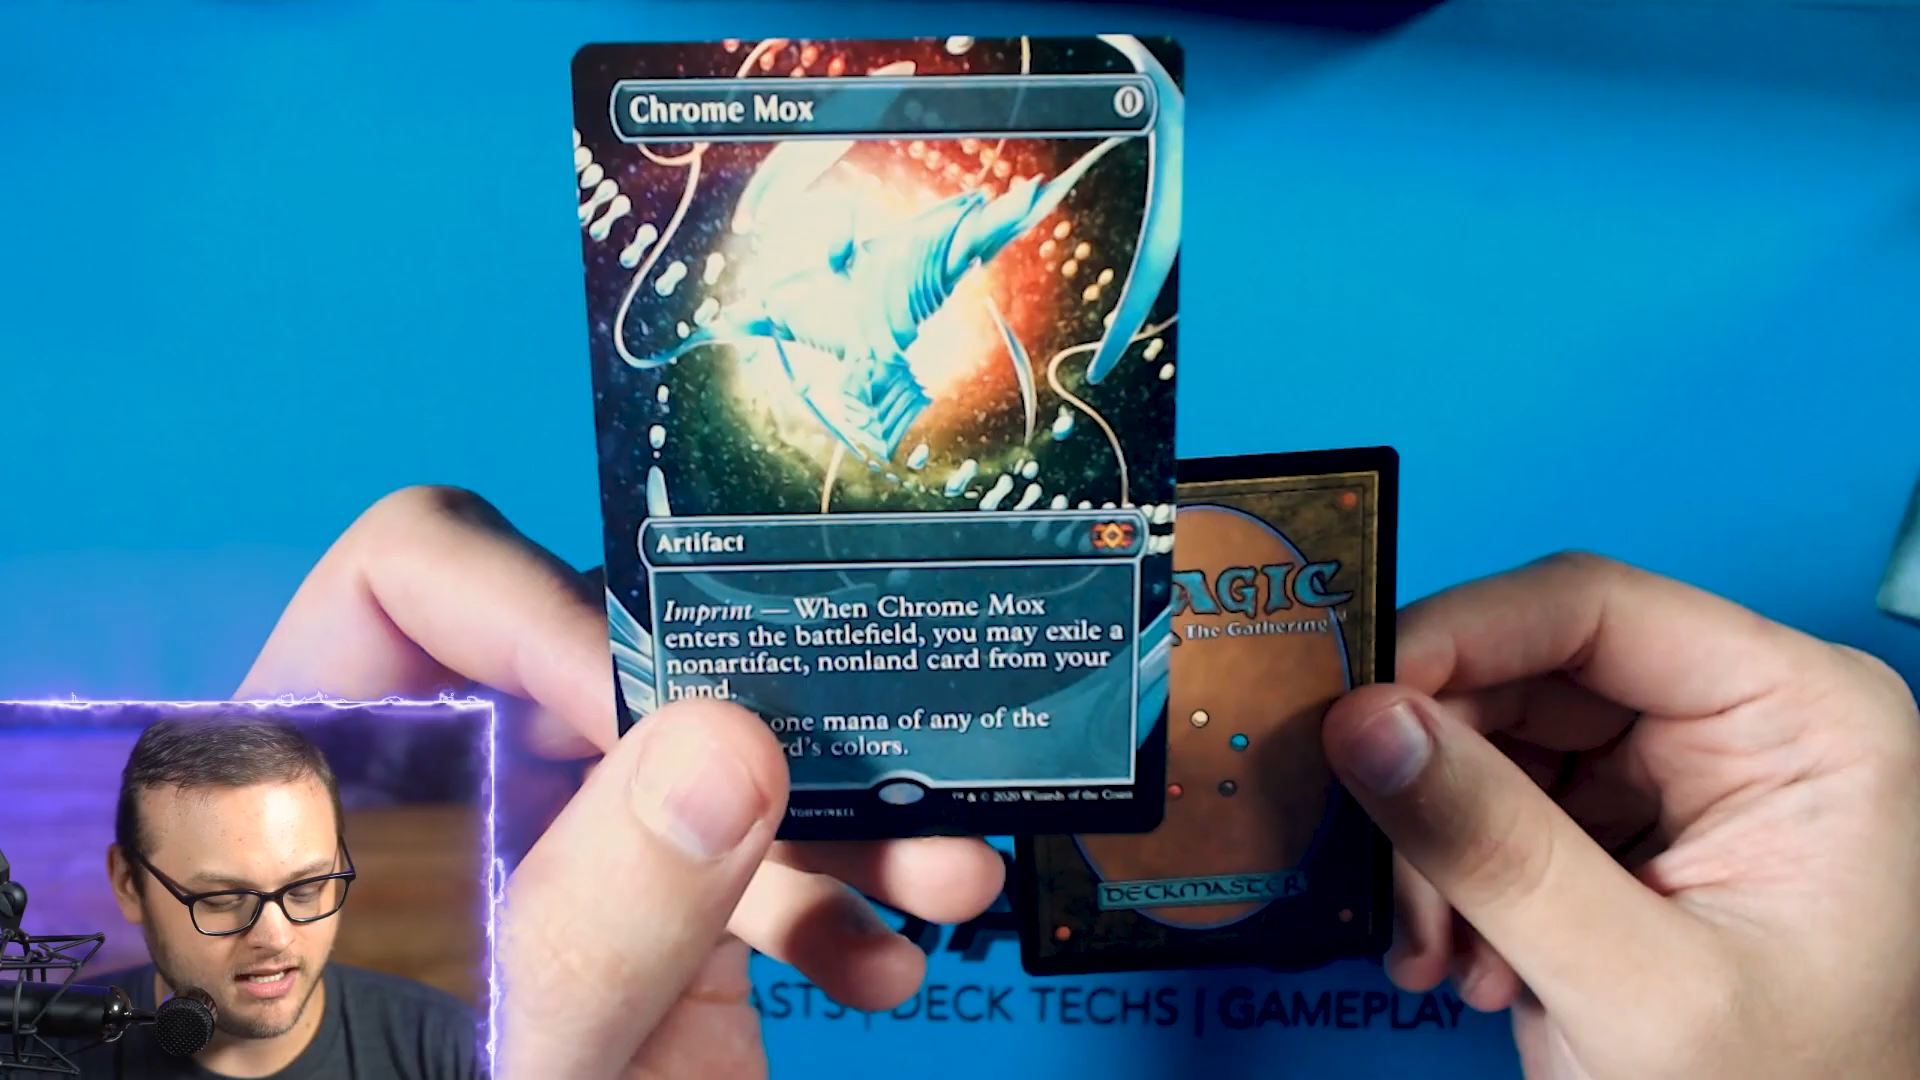 Chrome Mox 0
Artifact
Imprint — When Chrome Mox
enters the battlefield, you may exile a
nonartifact, nonland card from your
hand.
one mana of any of the
rd's colors.
™ & © 2020 Wizards of the Coast
VOHWINKEL
AGIC
The Gathering
DECKMASTER
ASTS | DECK TECHS | GAMEPLAY